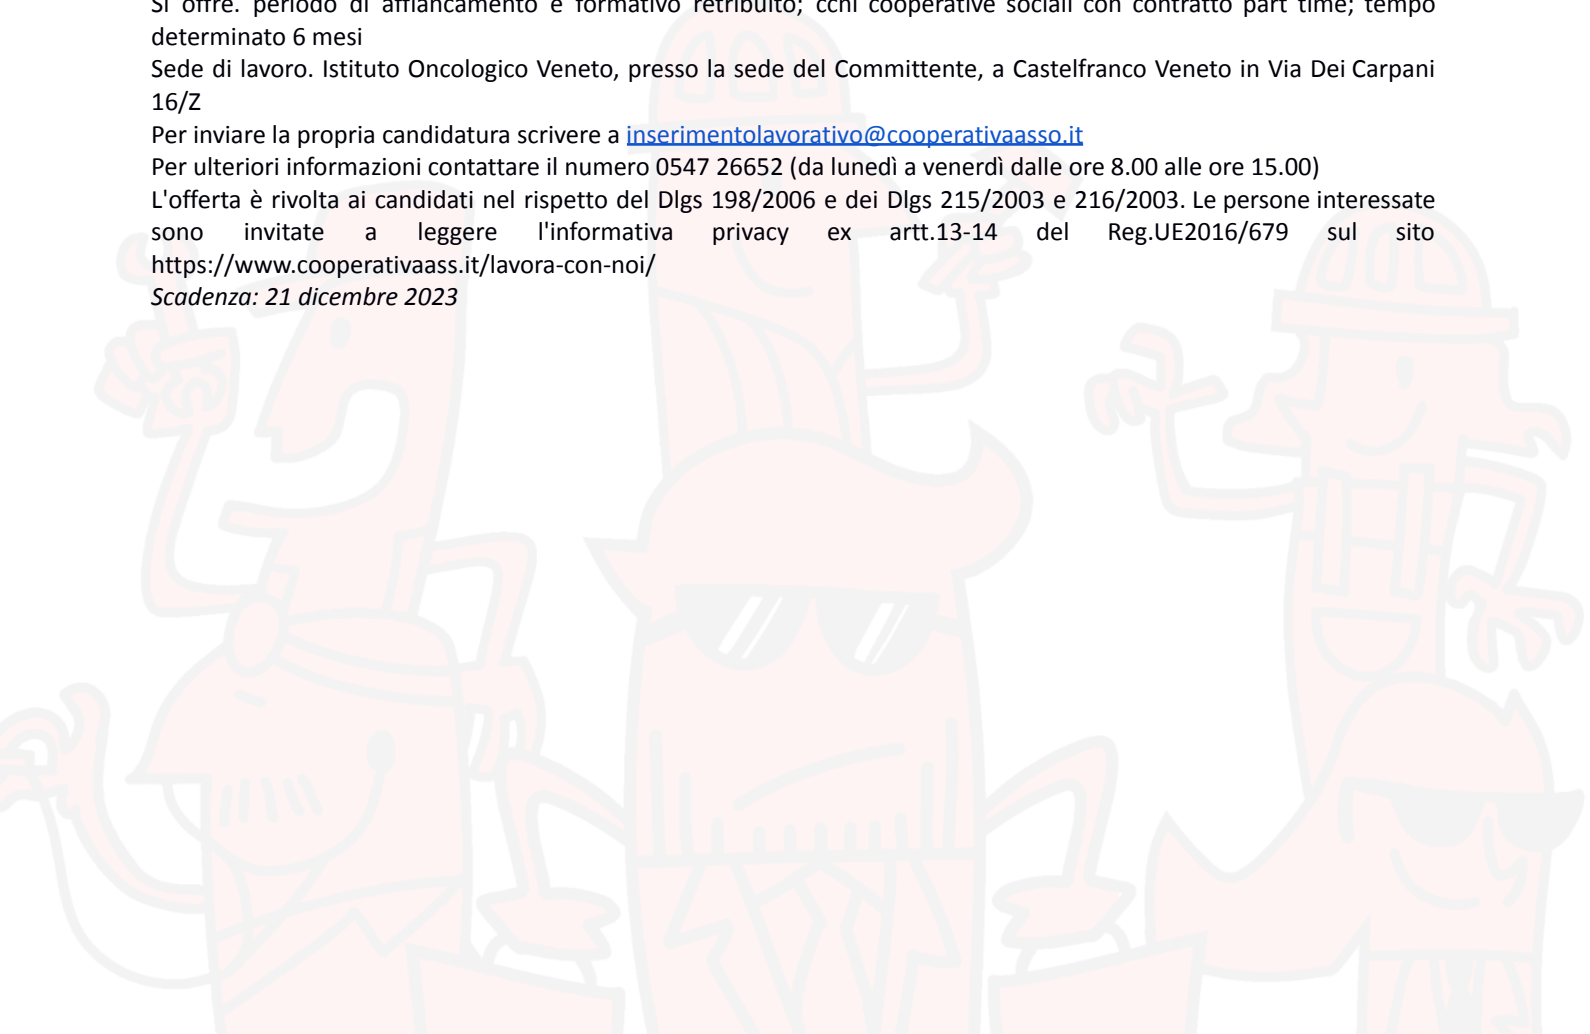 Si offre. periodo di affiancamento e formativo retribuito; ccnl cooperative sociali con contratto part time; tempo
determinato 6 mesi
Sede di lavoro. Istituto Oncologico Veneto, presso la sede del Committente, a Castelfranco Veneto in Via Dei Carpani
16/Z
Per inviare la propria candidatura scrivere a inserimentolavorativo@cooperativaasso.it
Per ulteriori informazioni contattare il numero 0547 26652 (da lunedì a venerdì dalle ore 8.00 alle ore 15.00)
L'offerta è rivolta ai candidati nel rispetto del Dlgs 198/2006 e dei Dlgs 215/2003 e 216/2003. Le persone interessate
sono invitate a leggere l'informativa privacy ex artt.13-14 del Reg.UE2016/679 sul sito
https://www.cooperativaass.it/lavora-con-noi/
Scadenza: 21 dicembre 2023